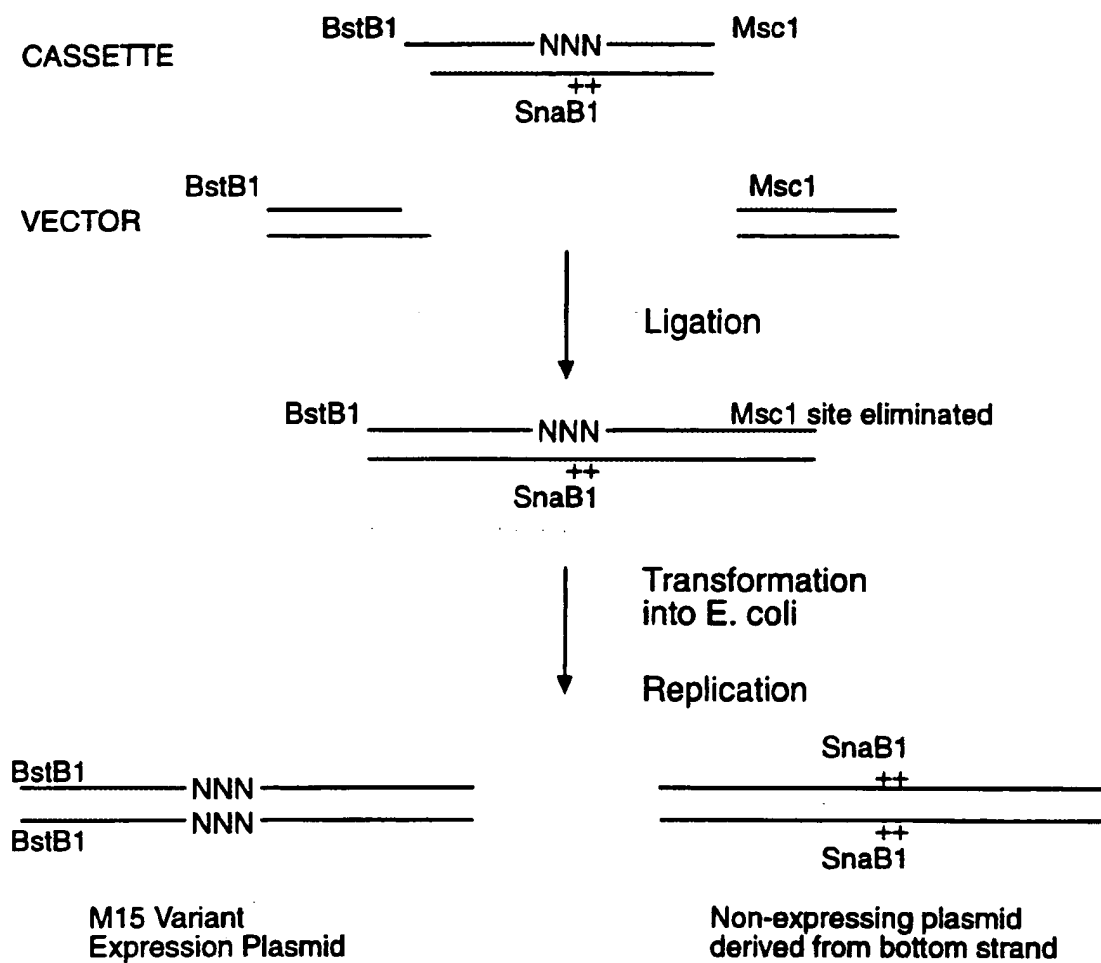 BstB1 NNN Msc1
CASSETTE
++
SnaB1
BstB1 Msc1
VECTOR
Ligation
BstB1 NNN Msc1 site eliminated
++
SnaB1
Transformation
into E. coli
Replication
SnaB1
++
BstB1 NNN
BstB1 NNN
++
SnaB1
M15 Variant
Expression Plasmid
Non-expressing plasmid
derived from bottom strand